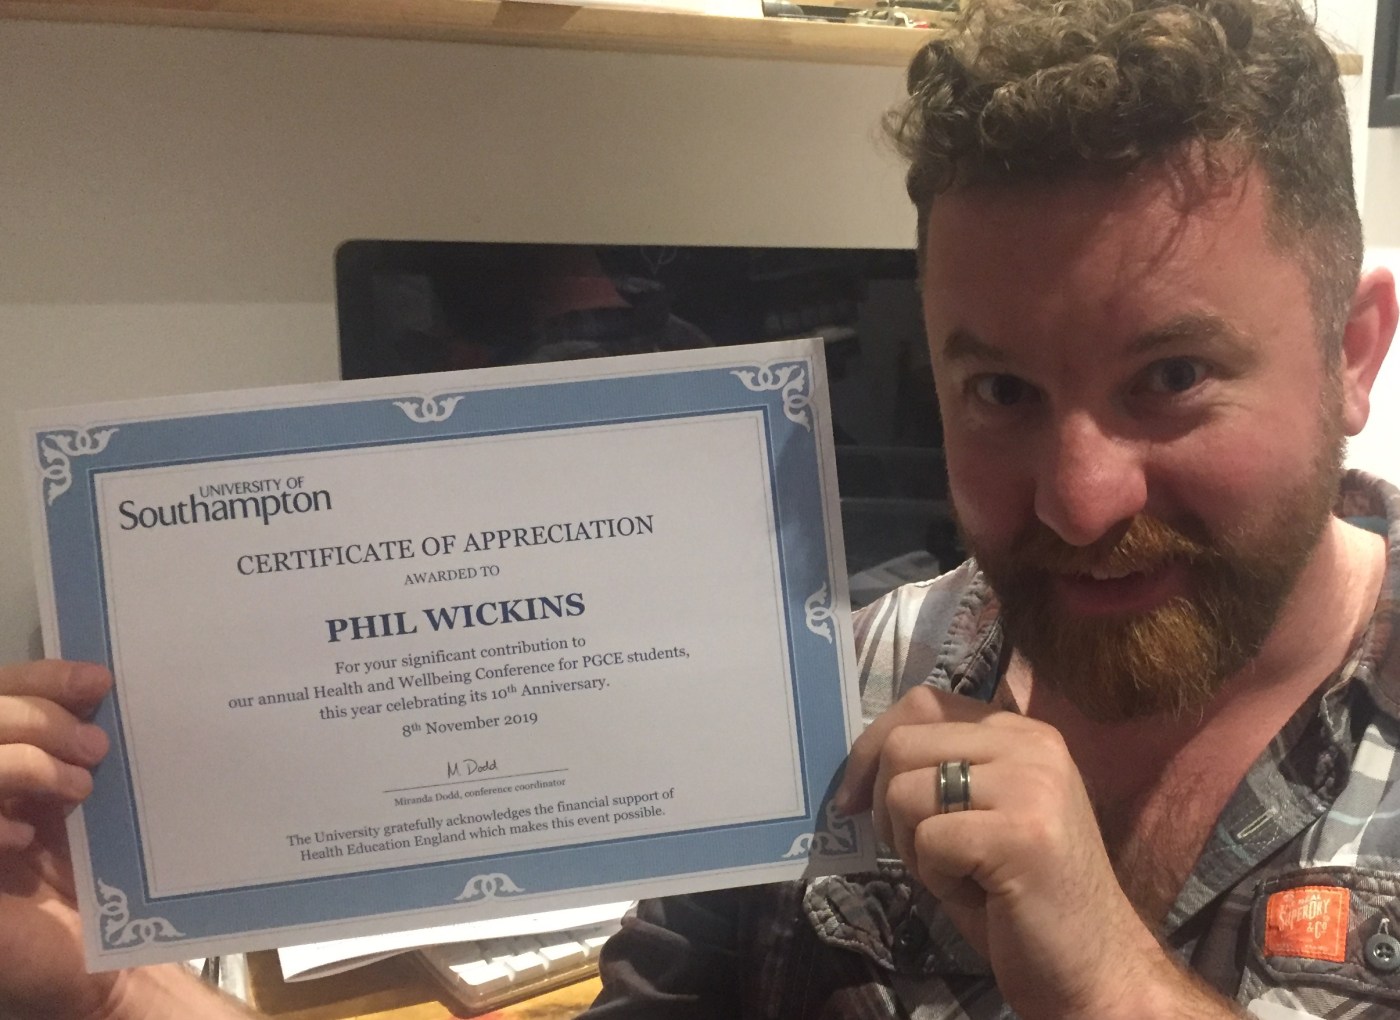 UNIVERSITY OF
Southampton
CERTIFICATE OF APPRECIATION
AWARDED TO
PHIL WICKINS
For your significant contribution to
our annual Health and Wellbeing Conference for PGCE students,
this year celebrating its 10th Anniversary.
8th November 2019
M Dodd
Miranda Dodd, conference coordinator
The University gratefully acknowledges the financial support of
Health Education England which makes this event possible.
SUPERDRY
& Co